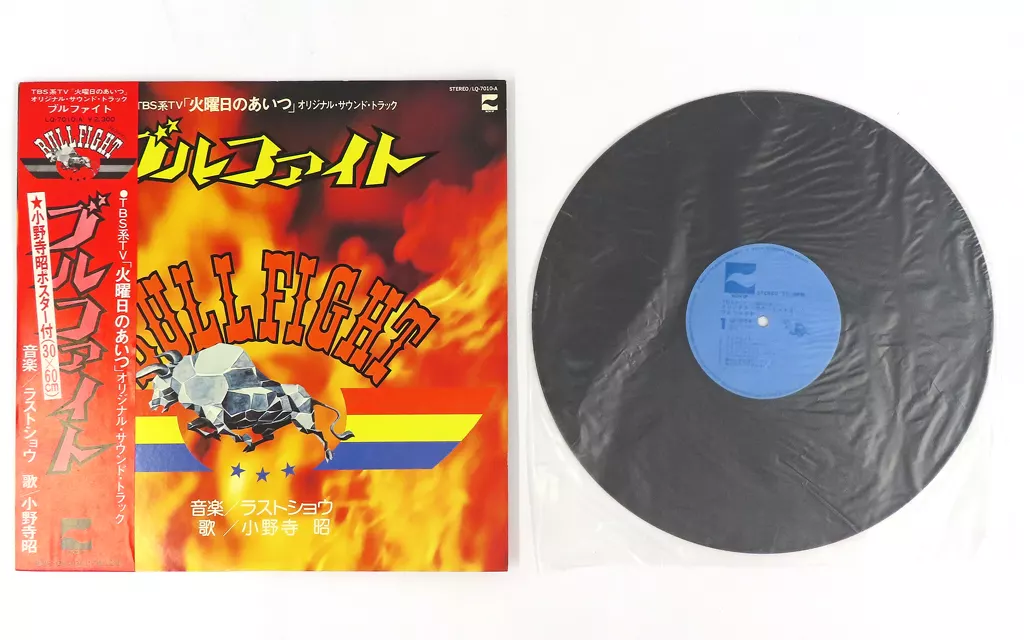 TBS系TV「火曜日のあいつ」
オリジナル・サウンド・トラック
ブルファイト
LQ-7010-A ¥2,300
BULLFIGHT
ブルファイト
★小野寺昭ポスター付(30×60cm)
●TBS系TV「火曜日のあいつ」オリジナル・サウンド・トラック
音楽/ラストショウ 歌/小野寺昭
STEREO/LQ-7010-A
TBS系TV「火曜日のあいつ」オリジナル・サウンド・トラック
ブルファイト
BULLFIGHT
音楽/ラストショウ
歌/小野寺 昭
STEREO
1